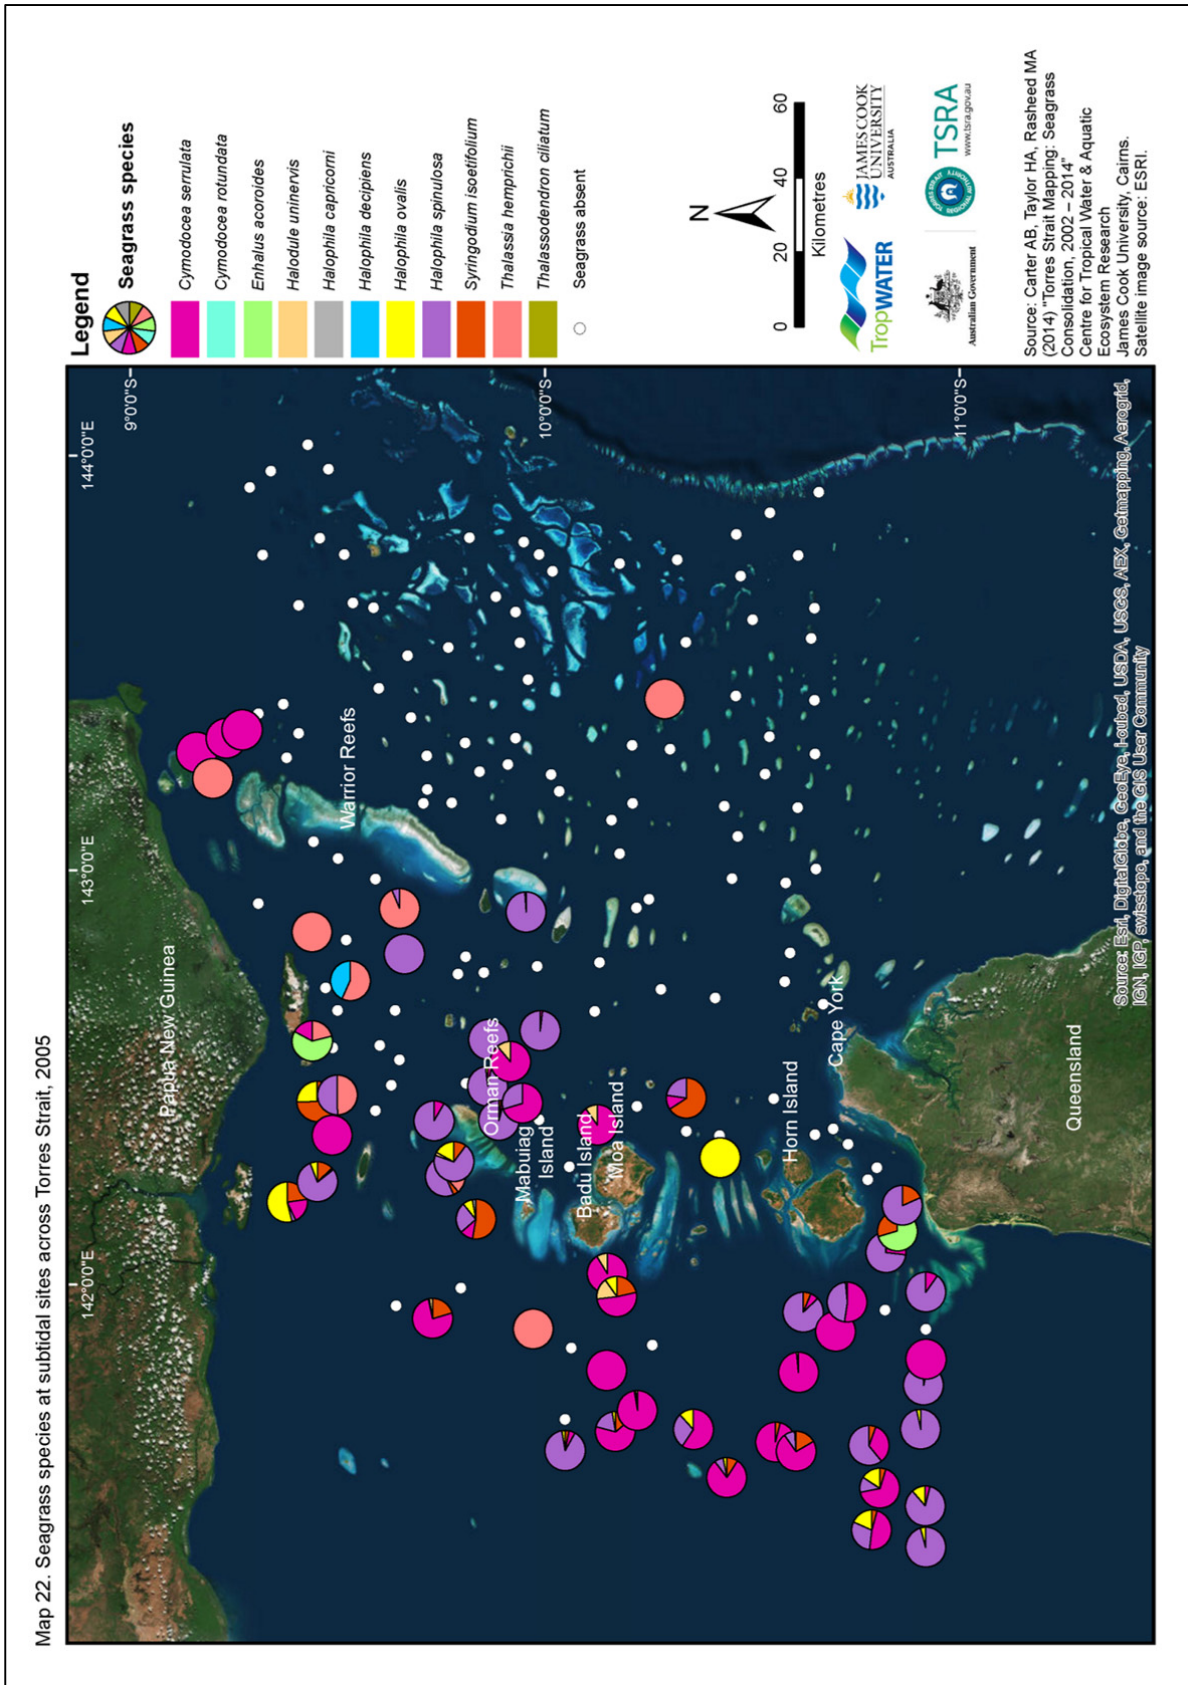 Map 22. Seagrass species at subtidal sites across Torres Strait, 2005
144°0'0"E
143°0'0"E
142°0'0"E
9°0'0"S
10°0'0"S
11°0'0"S
Papua New Guinea
Warrior Reefs
Orman Reefs
Mabuiag
Island
Badu Island
Moa Island
Horn Island
Cape York
Queensland
Source: Esri, DigitalGlobe, GeoEye, i-cubed, USDA, USGS, AEX, Getmapping, Aerogrid,
IGN, IGP, swisstopo, and the GIS User Community
Legend
Seagrass species
Cymodocea serrulata
Cymodocea rotundata
Enhalus acoroides
Halodule uninervis
Halophila capricorni
Halophila decipiens
Halophila ovalis
Halophila spinulosa
Syringodium isoetifolium
Thalassia hemprichii
Thalassodendron ciliatum
Seagrass absent
N
0 20 40 60
Kilometres
TropWATER
JAMES COOK
UNIVERSITY
AUSTRALIA
Australian Government
TSRA
www.tsra.gov.au
Source: Carter AB, Taylor HA, Rasheed MA
(2014) "Torres Strait Mapping: Seagrass
Consolidation, 2002 – 2014"
Centre for Tropical Water & Aquatic
Ecosystem Research
James Cook University, Cairns.
Satellite image source: ESRI.